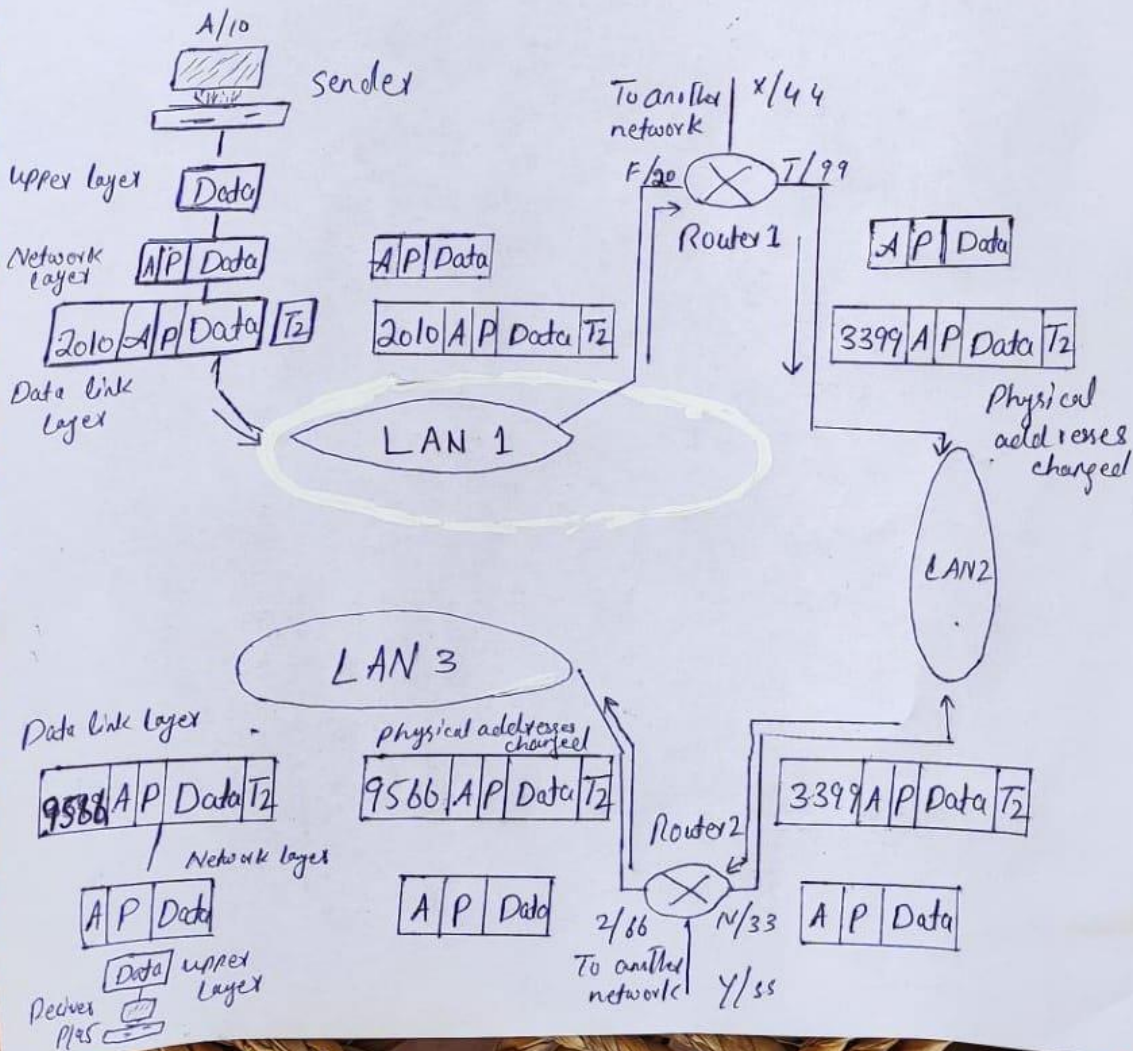 A/10
Sender
Upper layer
Data
Network
layer
A P Data
2010 A P Data T2
Data link
layer
A P Data
2010 A P Data T2
LAN 1
To another
network
X/44
F/20
T/99
Router 1
A P Data
3399 A P Data T2
Physical
addresses
changed
LAN2
LAN 3
Data link layer
A P Data T2
Network layer
A P Data
Data
upper
layer
P/95
Physical addresses
changed
9566 A P Data T2
A P Data
Router2
Z/66
N/33
To another
network
Y/55
3399 A P Data T2
A P Data